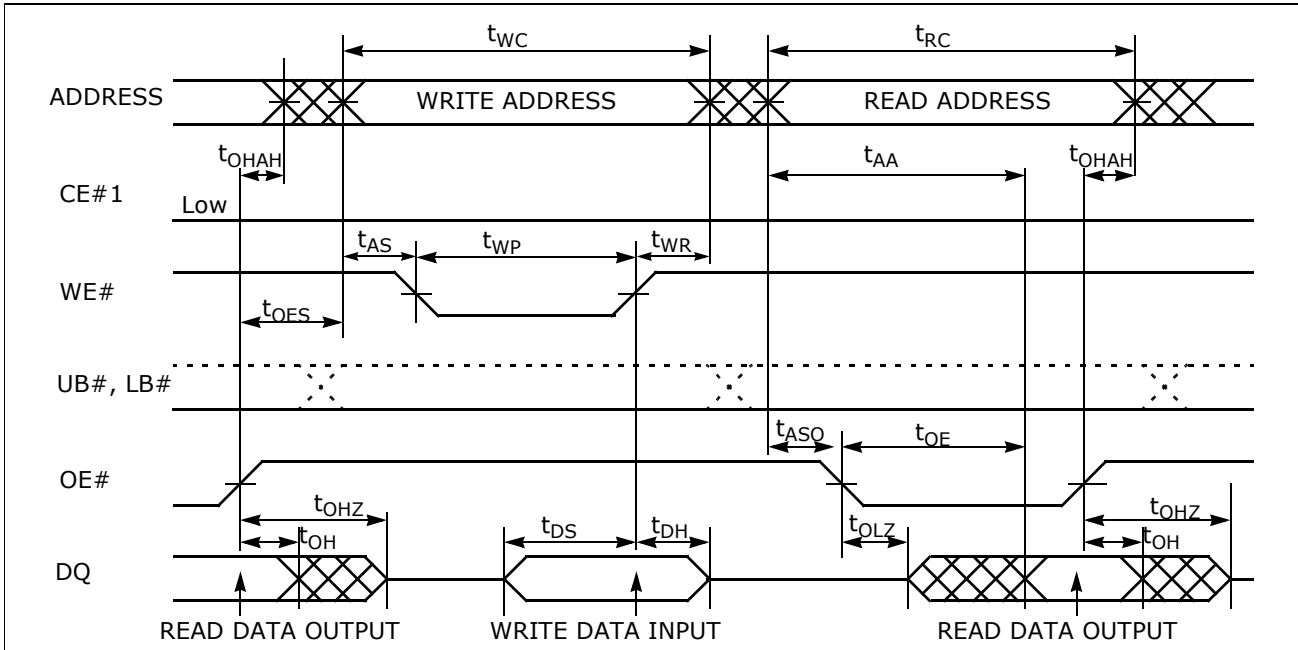 tWC
tRC
ADDRESS
WRITE ADDRESS
READ ADDRESS
tOHAH
tAA
tOHAH
CE#1
Low
tAS
tWP
tWR
WE#
tOES
UB#, LB#
tASO
tOE
OE#
tOHZ
tOHZ
tDS
tDH
tOLZ
tOH
tOH
DQ
READ DATA OUTPUT
WRITE DATA INPUT
READ DATA OUTPUT